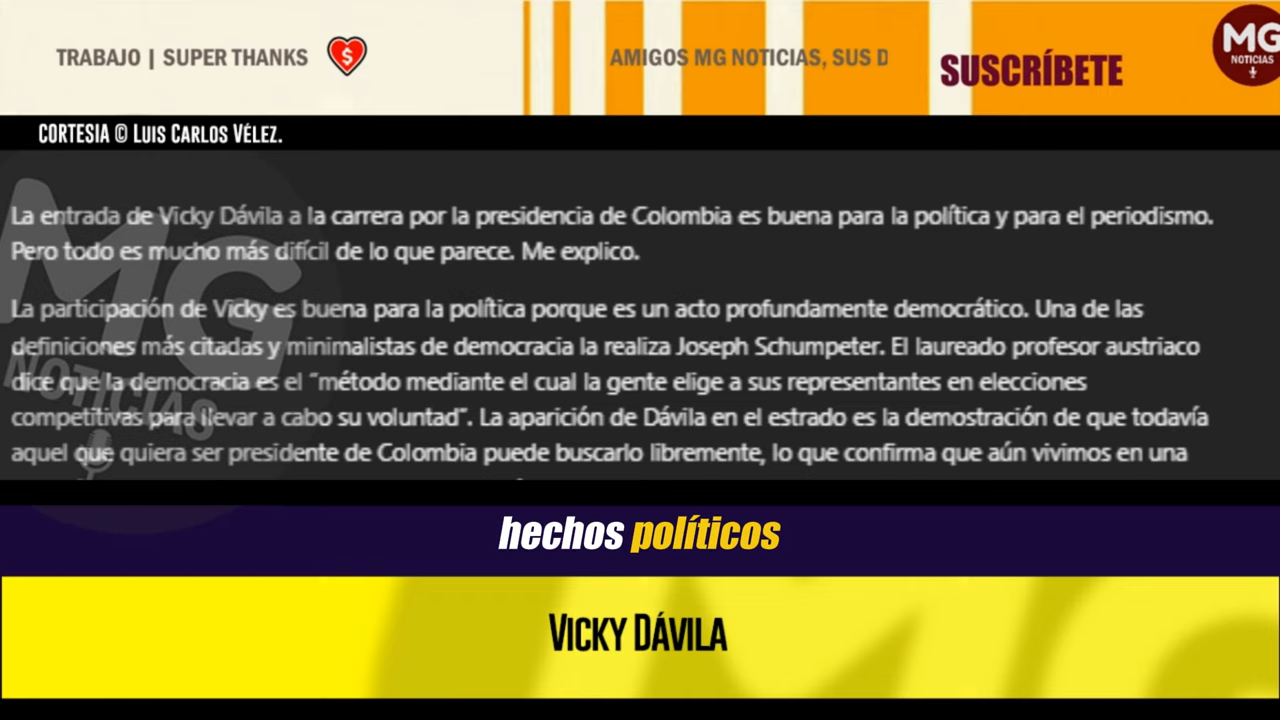 TRABAJO | SUPER THANKS
AMIGOS MG NOTICIAS, SUS D
SUSCRÍBETE
MG
NOTICIAS
CORTESIA © LUIS CARLOS VÉLEZ.
La entrada de Vicky Dávila a la carrera por la presidencia de Colombia es buena para la política y para el periodismo.
Pero todo es mucho más difícil de lo que parece. Me explico.
La participación de Vicky es buena para la política porque es un acto profundamente democrático. Una de las
definiciones más citadas y minimalistas de democracia la realiza Joseph Schumpeter. El laureado profesor austriaco
dice que la democracia es el "método mediante el cual la gente elige a sus representantes en elecciones
competitivas para llevar a cabo su voluntad". La aparición de Dávila en el estrado es la demostración de que todavía
aquel que quiera ser presidente de Colombia puede buscarlo libremente, lo que confirma que aún vivimos en una
MG
NOTICIAS
hechos políticos
VICKY DÁVILA